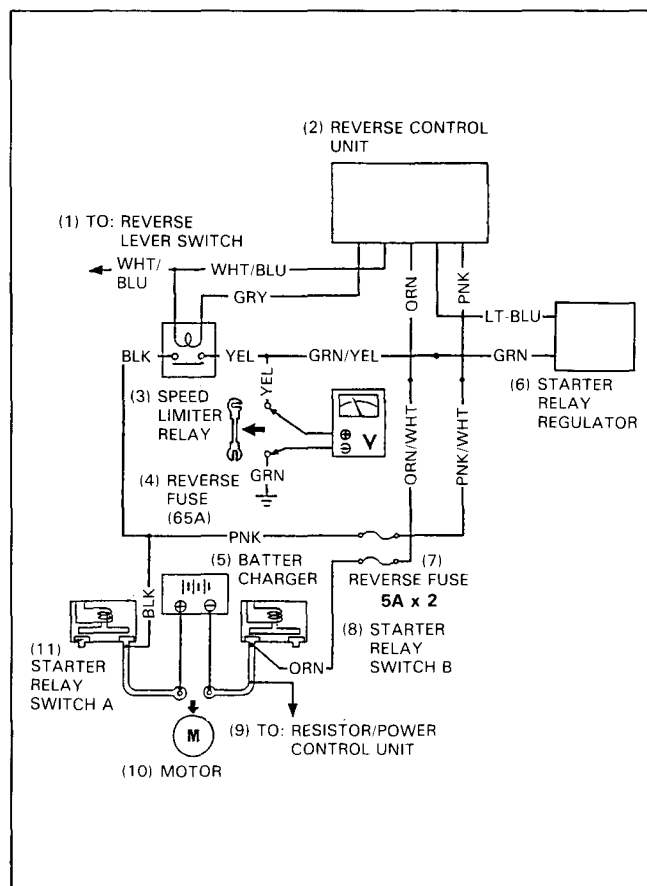 (2) REVERSE CONTROL
UNIT
(1) TO: REVERSE
LEVER SWITCH
WHT/
BLU
WHT/BLU
GRY
ORN
PNK
LT-BLU
BLK
YEL
GRN/YEL
GRN
(3) SPEED
LIMITER
RELAY
YEL
V
(6) STARTER
RELAY
REGULATOR
ORN/WHT
PNK/WHT
(4) REVERSE
FUSE
(65A)
GRN
PNK
(5) BATTER
CHARGER
(7)
REVERSE FUSE
5A x 2
BLK
(8) STARTER
RELAY
SWITCH B
(11)
STARTER
RELAY
SWITCH A
ORN
M
(9) TO: RESISTOR/POWER
CONTROL UNIT
(10) MOTOR